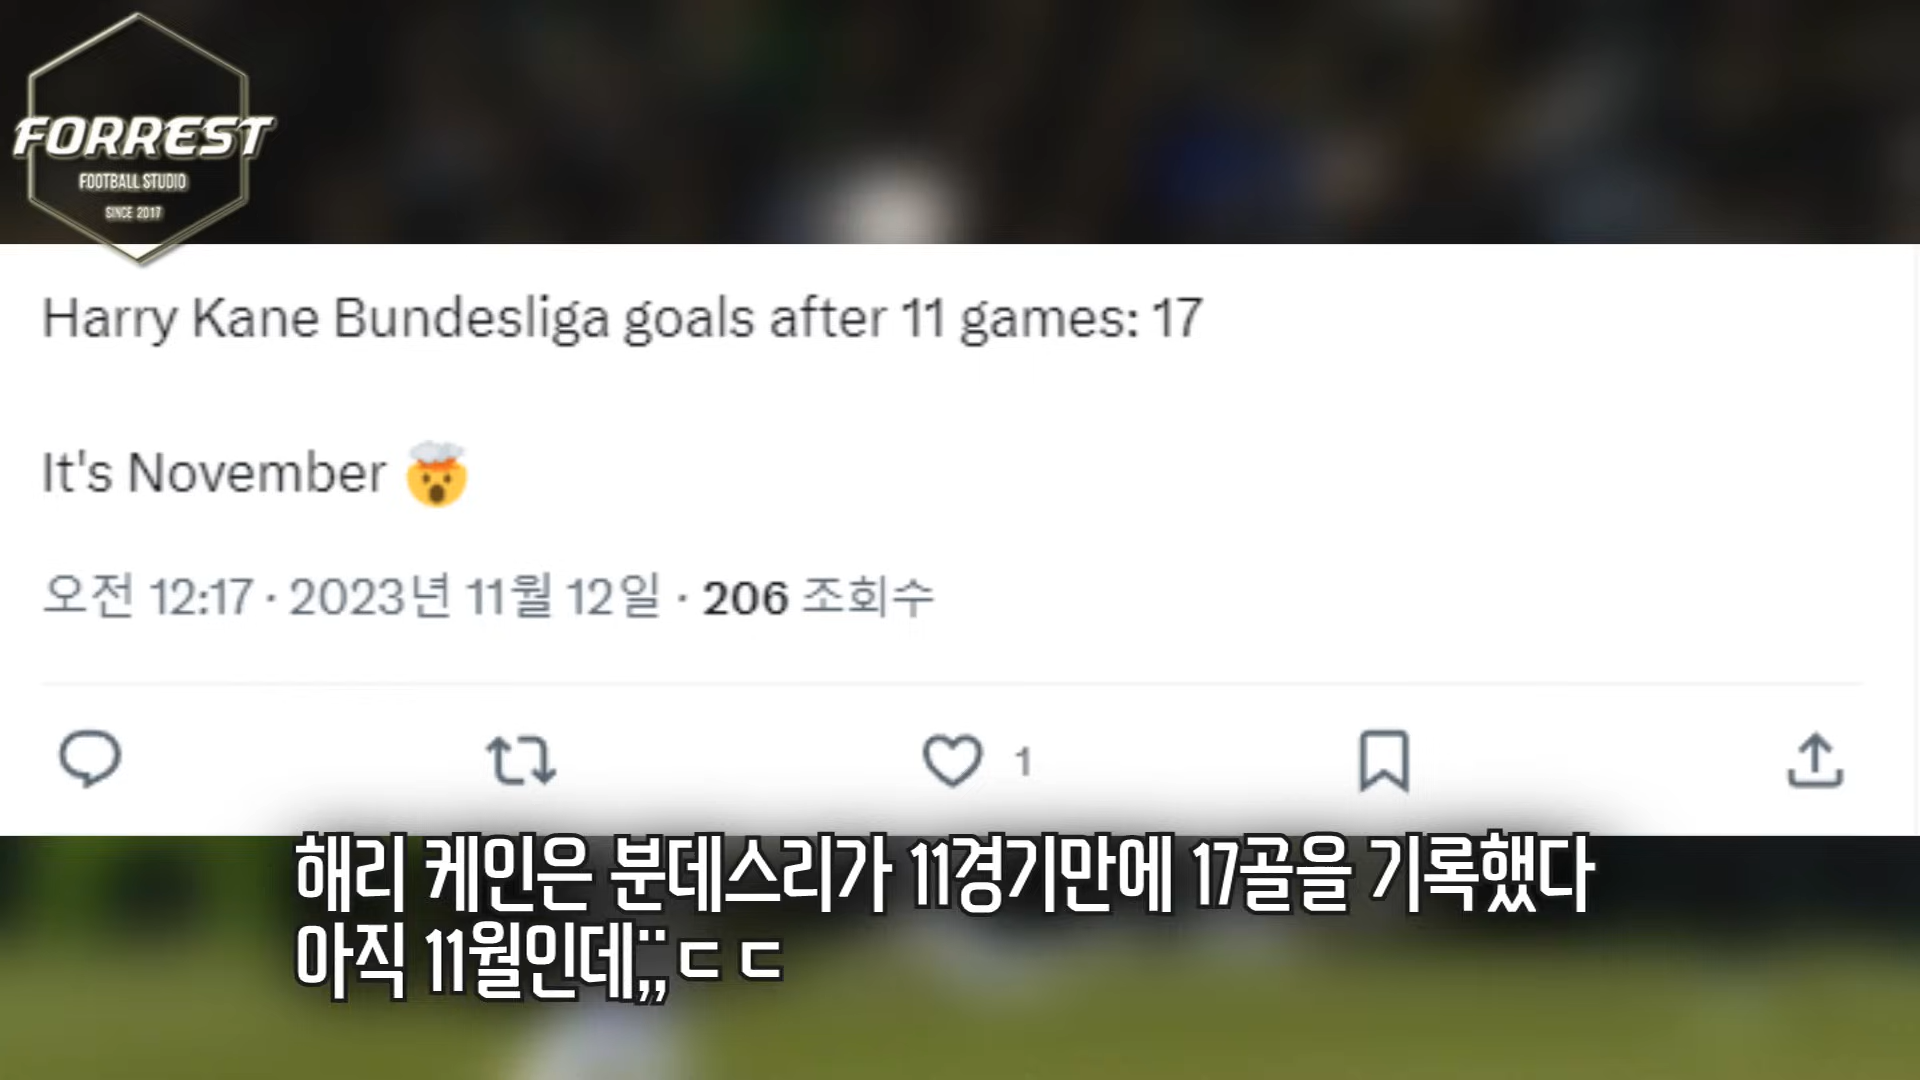 FORREST
FOOTBALL STUDIO
SINCE 2017
Harry Kane Bundesliga goals after 11 games: 17
It's November 🤯
오전 12:17 · 2023년 11월 12일 · 206 조회수
1
해리 케인은 분데스리가 11경기만에 17골을 기록했다
아직 11월인데;;ㄷㄷ